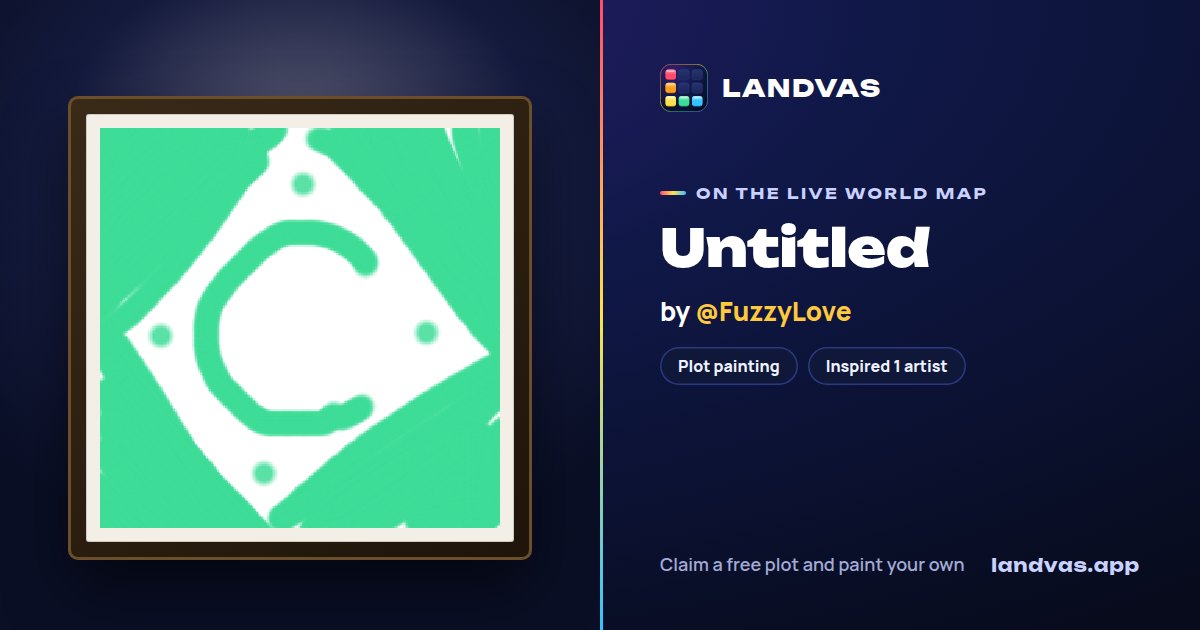 C
LANDVAS
ON THE LIVE WORLD MAP
Untitled
by @FuzzyLove
Plot painting
Inspired 1 artist
Claim a free plot and paint your own
landvas.app